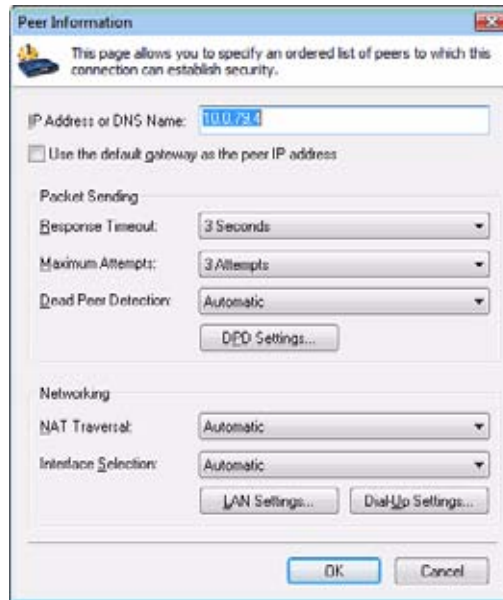 Peer Information
This page allows you to specify an ordered list of peers to which this
connection can establish security.
IP Address or DNS Name: 10.0.79.4
Use the default gateway as the peer IP address
Packet Sending
Response Timeout: 3 Seconds
Maximum Attempts: 3 Attempts
Dead Peer Detection: Automatic
DPD Settings...
Networking
NAT Traversal: Automatic
Interface Selection: Automatic
LAN Settings... Dial-Up Settings...
OK Cancel